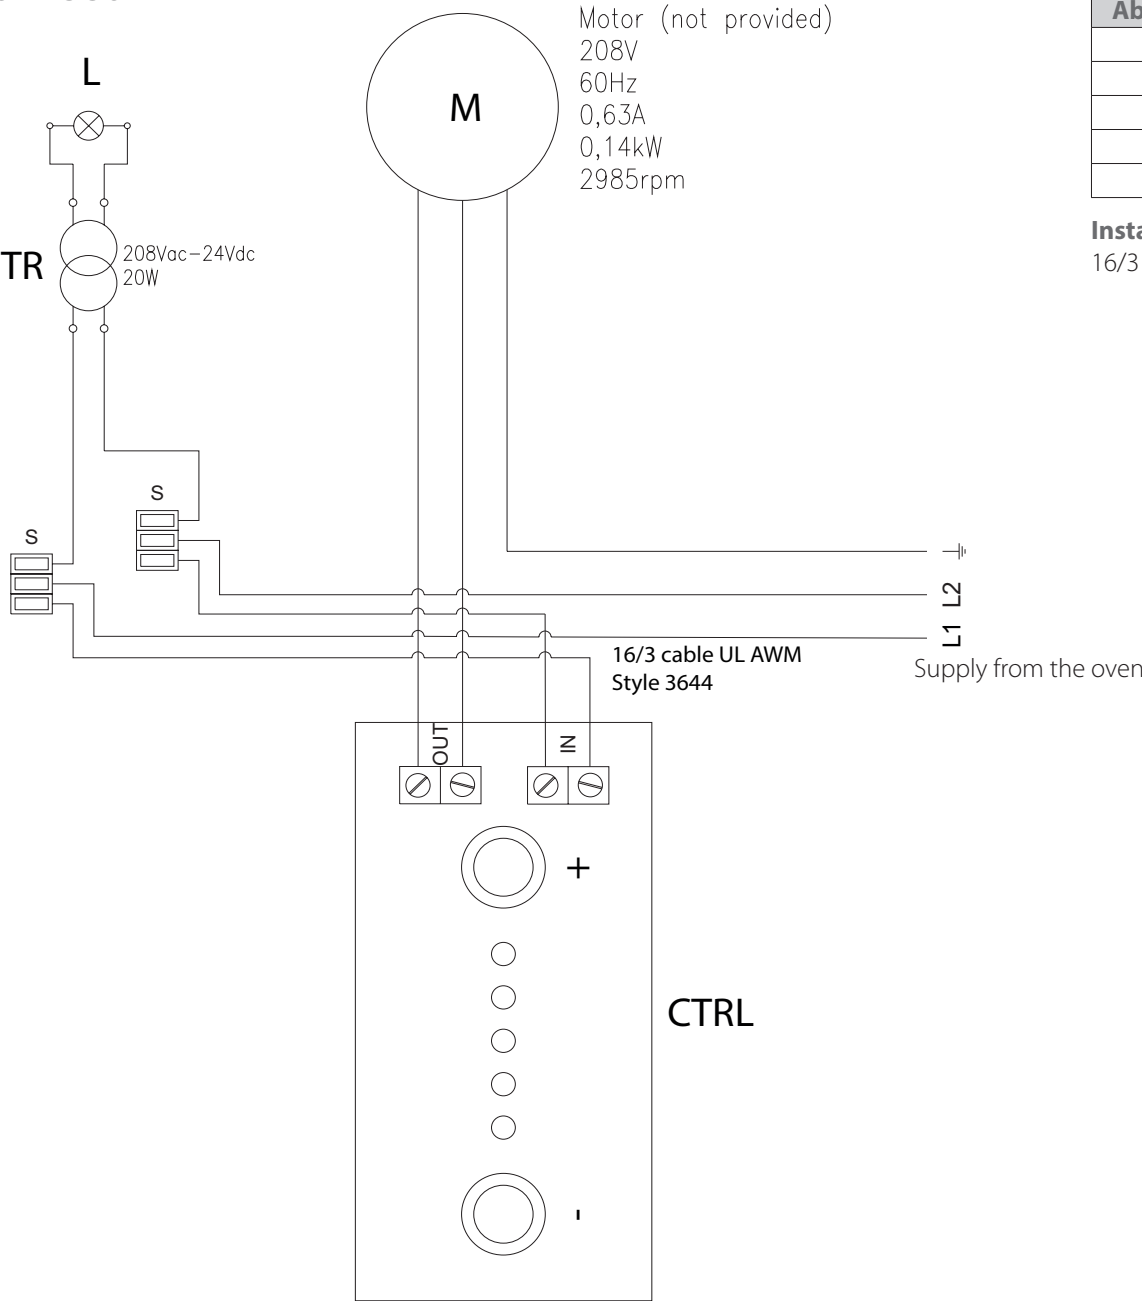 L
M
Motor (not provided)
208V
60Hz
0,63A
0,14kW
2985rpm
TR
208Vac-24Vdc
20W
Insta
16/3
S
S
L2
L1
16/3 cable UL AWM
Style 3644
Supply from the oven
OUT
IN
+
CTRL
-